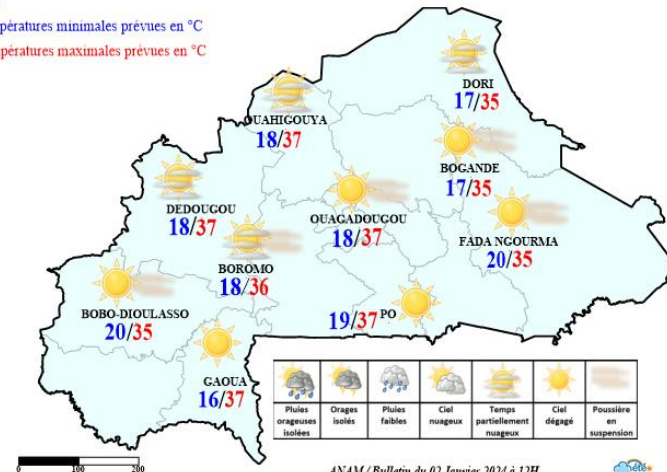 pératures minimales prévues en °C
pératures maximales prévues en °C
DORI
17/35
OUAHIGOUYA
18/37
BOGANDE
17/35
DEDOUGOU
18/37
OUAGADOUGOU
18/37
FADA NGOURMA
20/35
BOROMO
18/36
BOBO-DIOULASSO
20/35
19/37 PO
GAOUA
16/37
Pluies orageuses isolées
Orages isolés
Pluies faibles
Ciel nuageux
Temps partiellement nuageux
Ciel dégagé
Poussière en suspension
0 100 200
ANAM / Bulletin du 02 Janvier 2024 à 12H